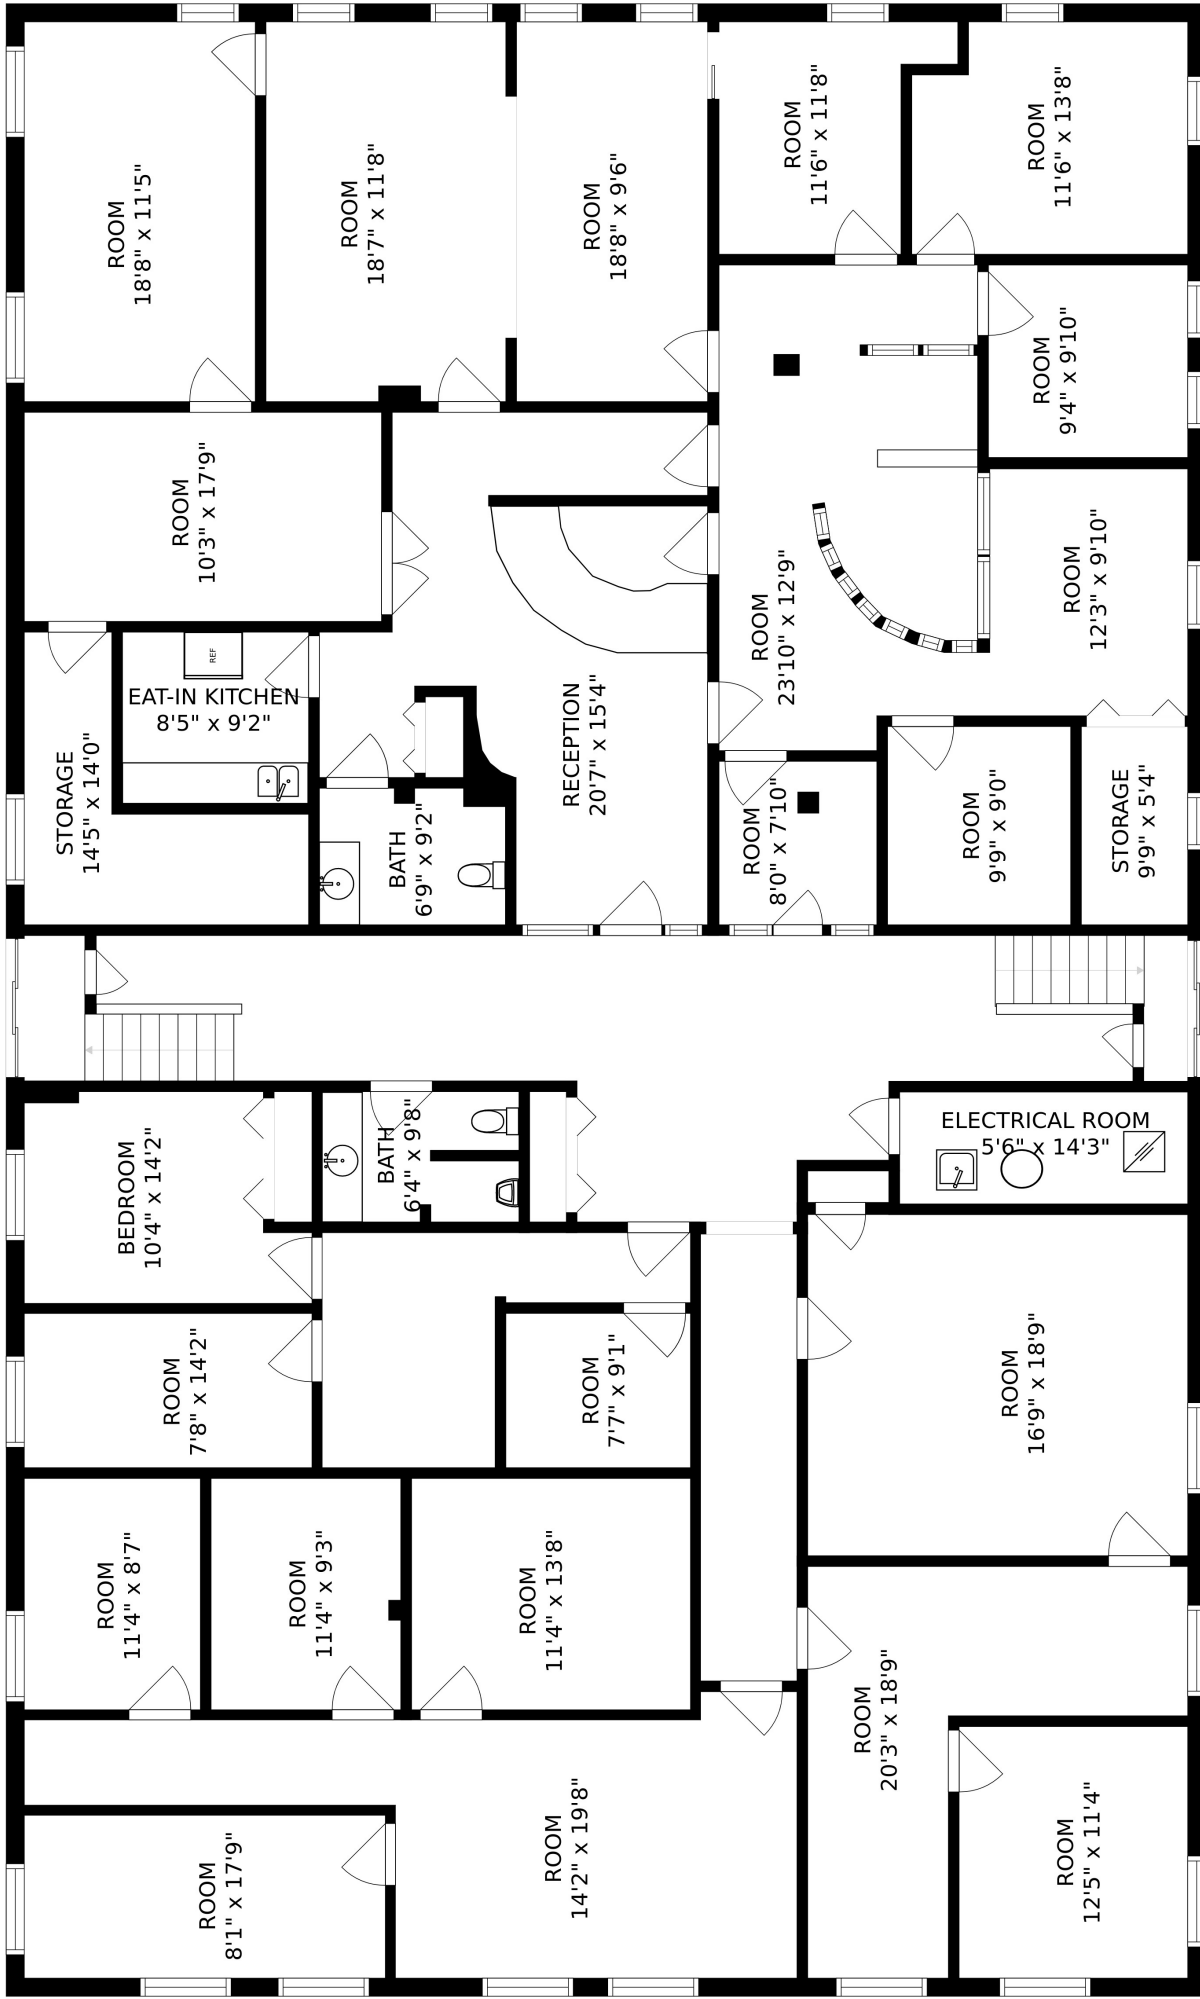 ROOM
18'8" x 11'5"
ROOM
18'7" x 11'8"
ROOM
18'8" x 9'6"
ROOM
11'6" x 11'8"
ROOM
11'6" x 13'8"
ROOM
9'4" x 9'10"
ROOM
10'3" x 17'9"
ROOM
12'3" x 9'10"
ROOM
23'10" x 12'9"
REF
EAT-IN KITCHEN
8'5" x 9'2"
RECEPTION
20'7" x 15'4"
STORAGE
14'5" x 14'0"
BATH
6'9" x 9'2"
ROOM
8'0" x 7'10"
ROOM
9'9" x 9'0"
STORAGE
9'9" x 5'4"
BEDROOM
10'4" x 14'2"
BATH
6'4" x 9'8"
ELECTRICAL ROOM
5'6" x 14'3"
ROOM
7'8" x 14'2"
ROOM
7'7" x 9'1"
ROOM
16'9" x 18'9"
ROOM
11'4" x 8'7"
ROOM
11'4" x 9'3"
ROOM
11'4" x 13'8"
ROOM
20'3" x 18'9"
ROOM
8'1" x 17'9"
ROOM
14'2" x 19'8"
ROOM
12'5" x 11'4"